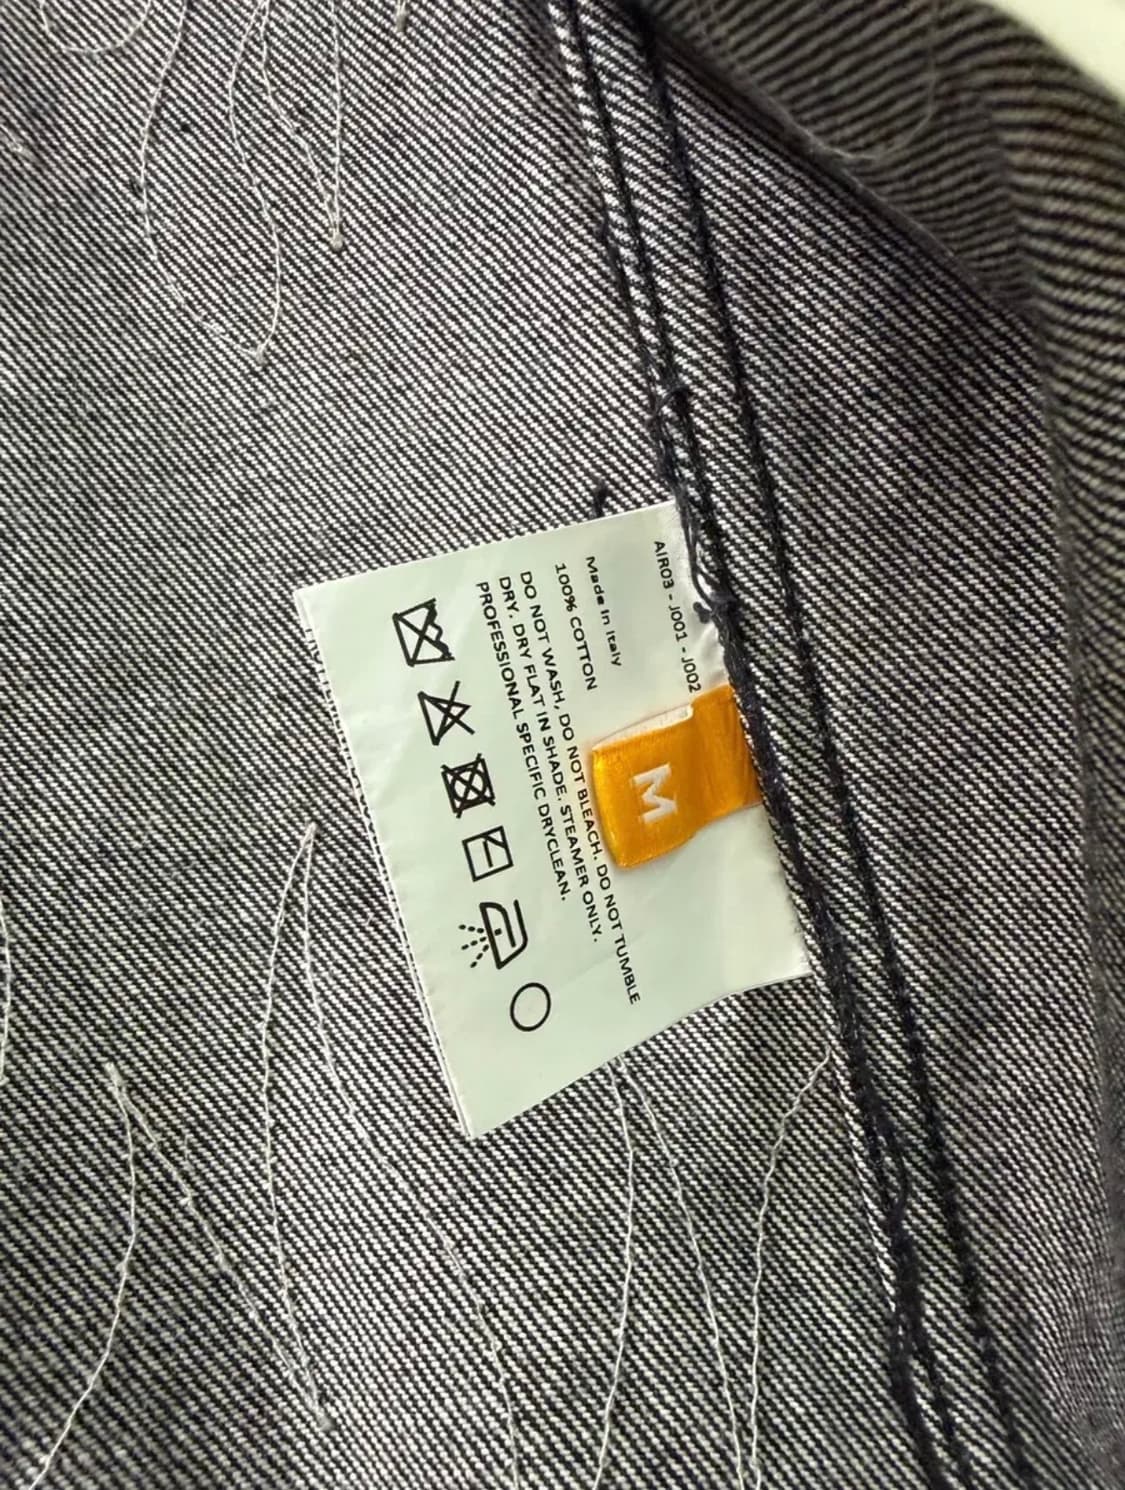 AIR03 - J001 - J002
M
Made in Italy
100% COTTON
DO NOT WASH, DO NOT BLEACH. DO NOT TUMBLE
DRY. DRY FLAT IN SHADE. STEAMER ONLY.
PROFESSIONAL SPECIFIC DRYCLEAN.